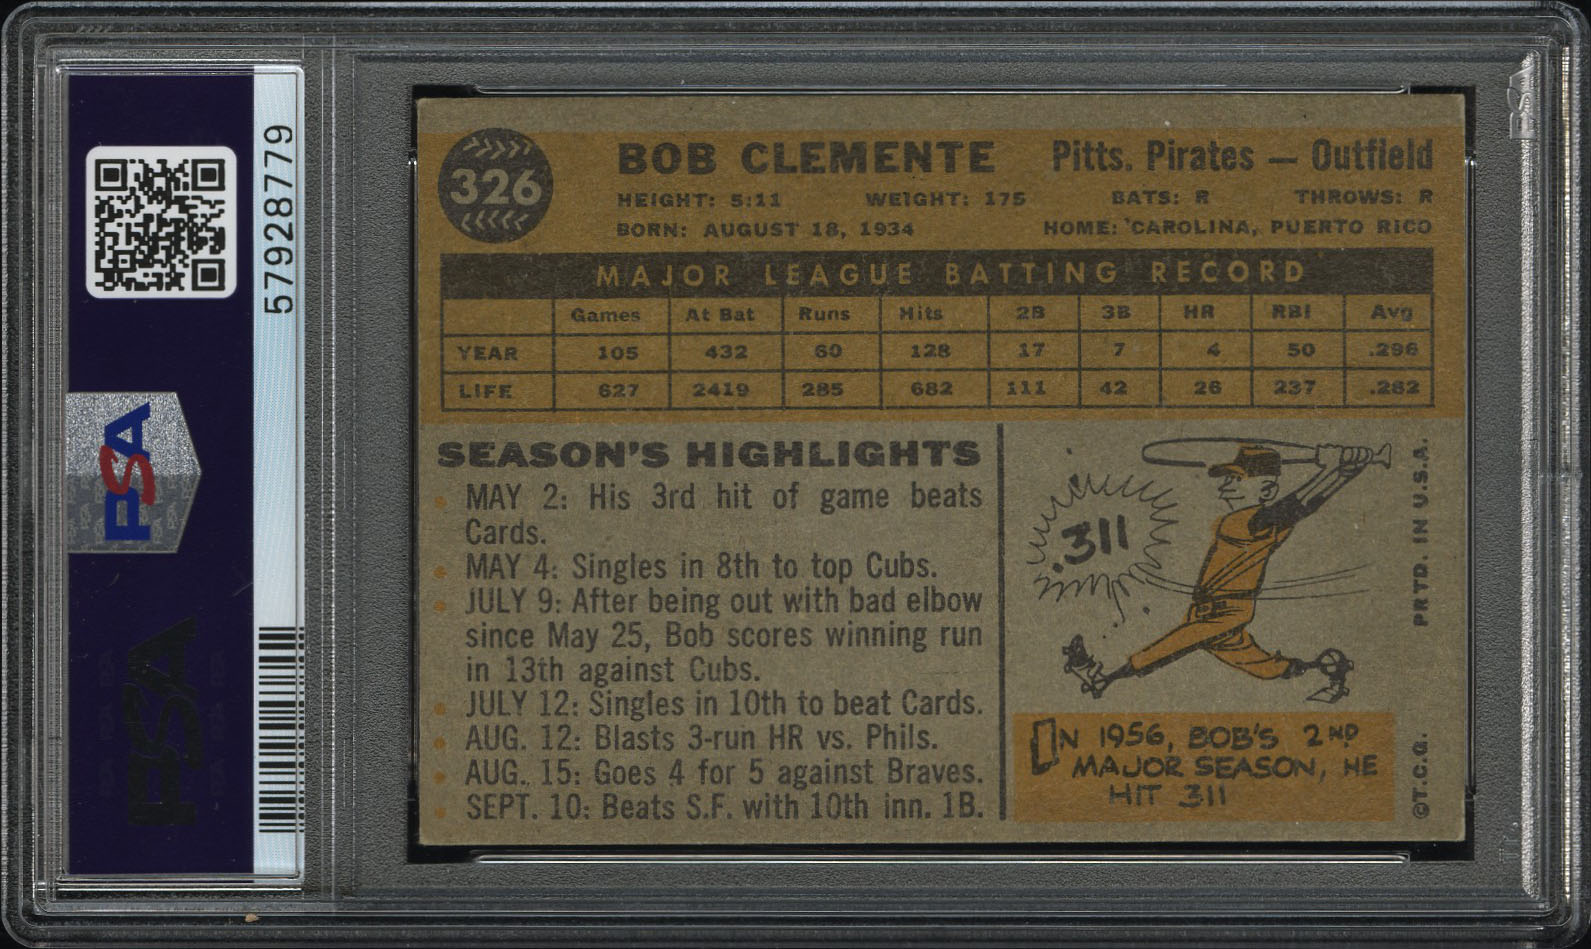 57928779
PSA
PSA
326
BOB CLEMENTE Pitts. Pirates — Outfield
HEIGHT: 5:11 WEIGHT: 175 BATS: R THROWS: R
BORN: AUGUST 18, 1934 HOME: CAROLINA, PUERTO RICO
MAJOR LEAGUE BATTING RECORD
Games At Bat Runs Hits 2B 3B HR RBI Avg
YEAR 105 432 60 128 17 7 4 50 .296
LIFE 627 2419 285 682 111 42 26 237 .282
SEASON'S HIGHLIGHTS
MAY 2: His 3rd hit of game beats
Cards.
MAY 4: Singles in 8th to top Cubs.
JULY 9: After being out with bad elbow
since May 25, Bob scores winning run
in 13th against Cubs.
JULY 12: Singles in 10th to beat Cards.
AUG. 12: Blasts 3-run HR vs. Phils.
AUG. 15: Goes 4 for 5 against Braves.
SEPT. 10: Beats S.F. with 10th inn. 1B.
.311
IN 1956, BOB'S 2ND
MAJOR SEASON, HE
HIT 311
©T.C.G. PRTD. IN U.S.A.
PSA